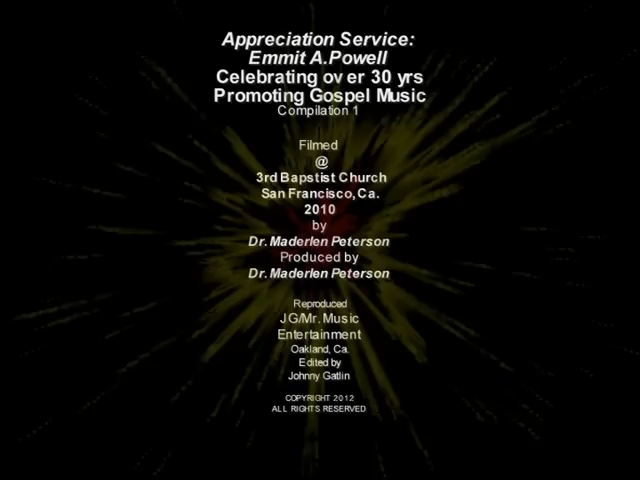 Appreciation Service:
Emmit A.Powell
Celebrating over 30 yrs
Promoting Gospel Music
Compilation 1
Filmed
@
3rd Bapstist Church
San Francisco,Ca.
2010
by
Dr.Maderlen Peterson
Produced by
Dr.Maderlen Peterson
Reproduced
JG/Mr. Music
Entertainment
Oakland, Ca.
Edited by
Johnny Gatlin
COPYRIGHT 2012
ALL RIGHTS RESERVED